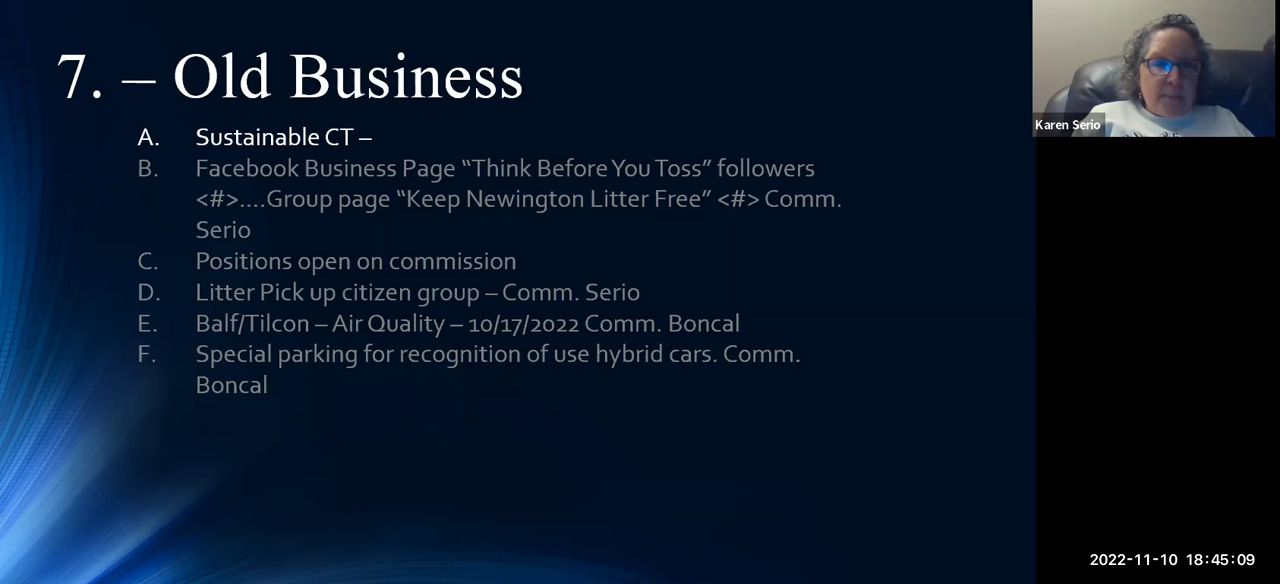 7. – Old Business
A. Sustainable CT –
B. Facebook Business Page “Think Before You Toss” followers
<#>....Group page “Keep Newington Litter Free” <#> Comm.
Serio
C. Positions open on commission
D. Litter Pick up citizen group – Comm. Serio
E. Balf/Tilcon – Air Quality – 10/17/2022 Comm. Boncal
F. Special parking for recognition of use hybrid cars. Comm.
Boncal
Karen Serio
2022-11-10 18:45:09